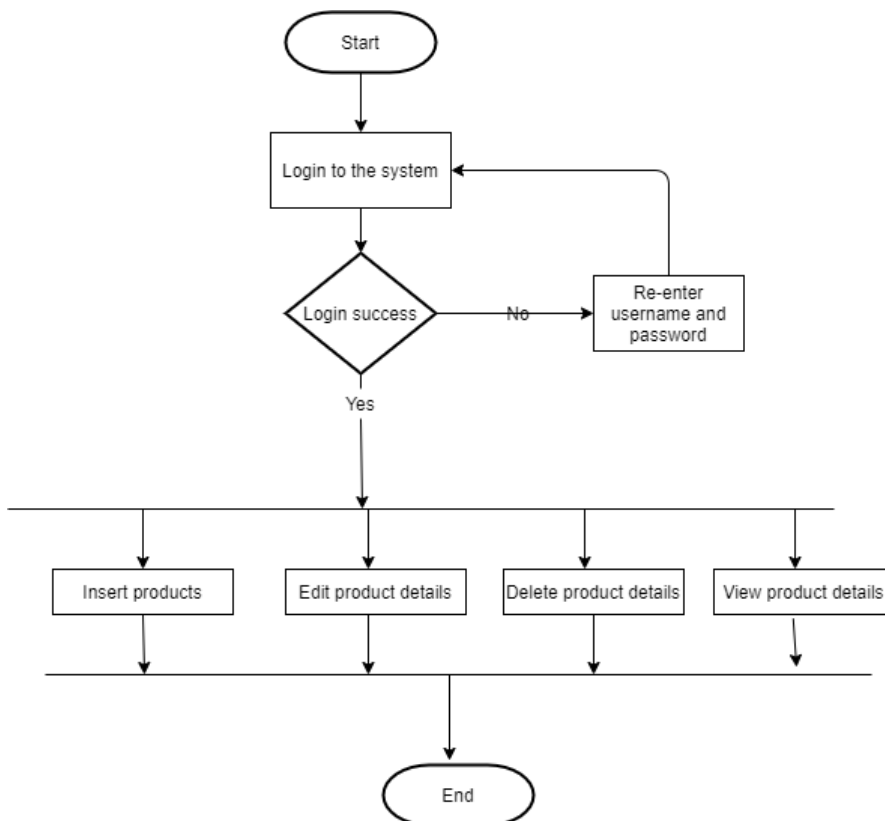 Start
Login to the system
Login success
No
Re-enter
username and
password
Yes
Insert products
Edit product details
Delete product details
View product details
End